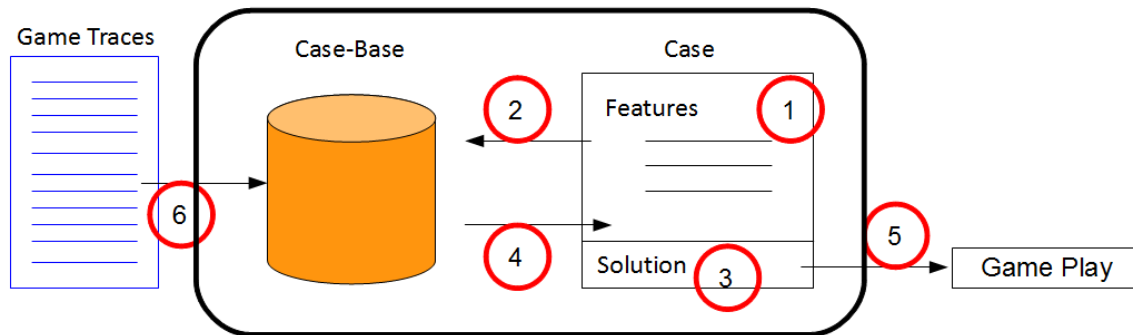 Game Traces
Case-Base
Case
2
Features
1
6
4
5
Solution
3
Game Play